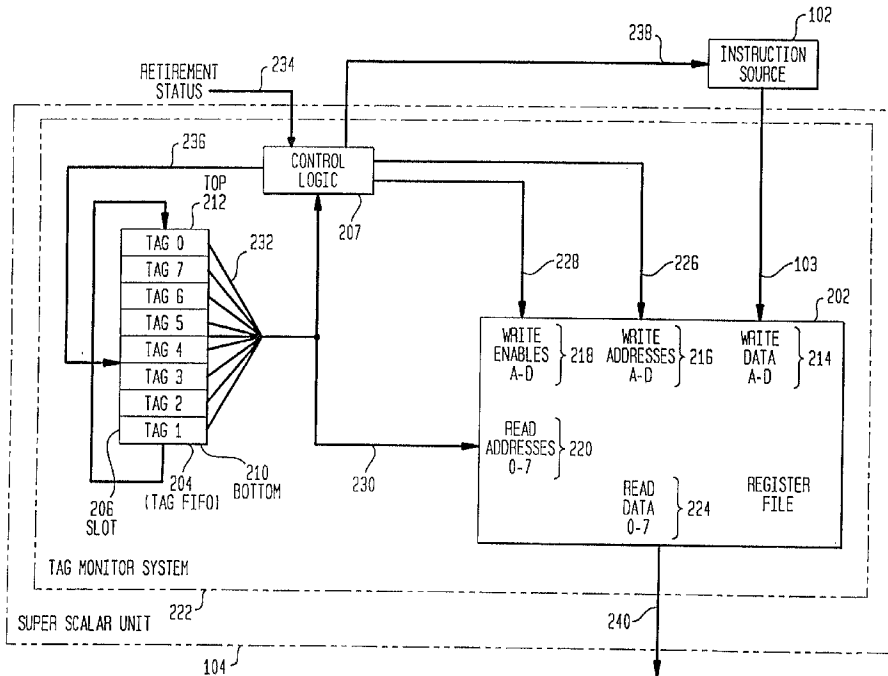 102
238
INSTRUCTION
SOURCE
234
RETIREMENT
STATUS
236
CONTROL
LOGIC
207
TOP
212
232
228
226
103
202
TAG 0
TAG 7
TAG 6
TAG 5
TAG 4
TAG 3
TAG 2
TAG 1
WRITE
ENABLES
A-D
218
WRITE
ADDRESSES
A-D
216
WRITE
DATA
A-D
214
READ
ADDRESSES
0-7
220
230
206
SLOT
204
(TAG FIFO)
210
BOTTOM
READ
DATA
0-7
224
REGISTER
FILE
TAG MONITOR SYSTEM
222
240
SUPER SCALAR UNIT
104